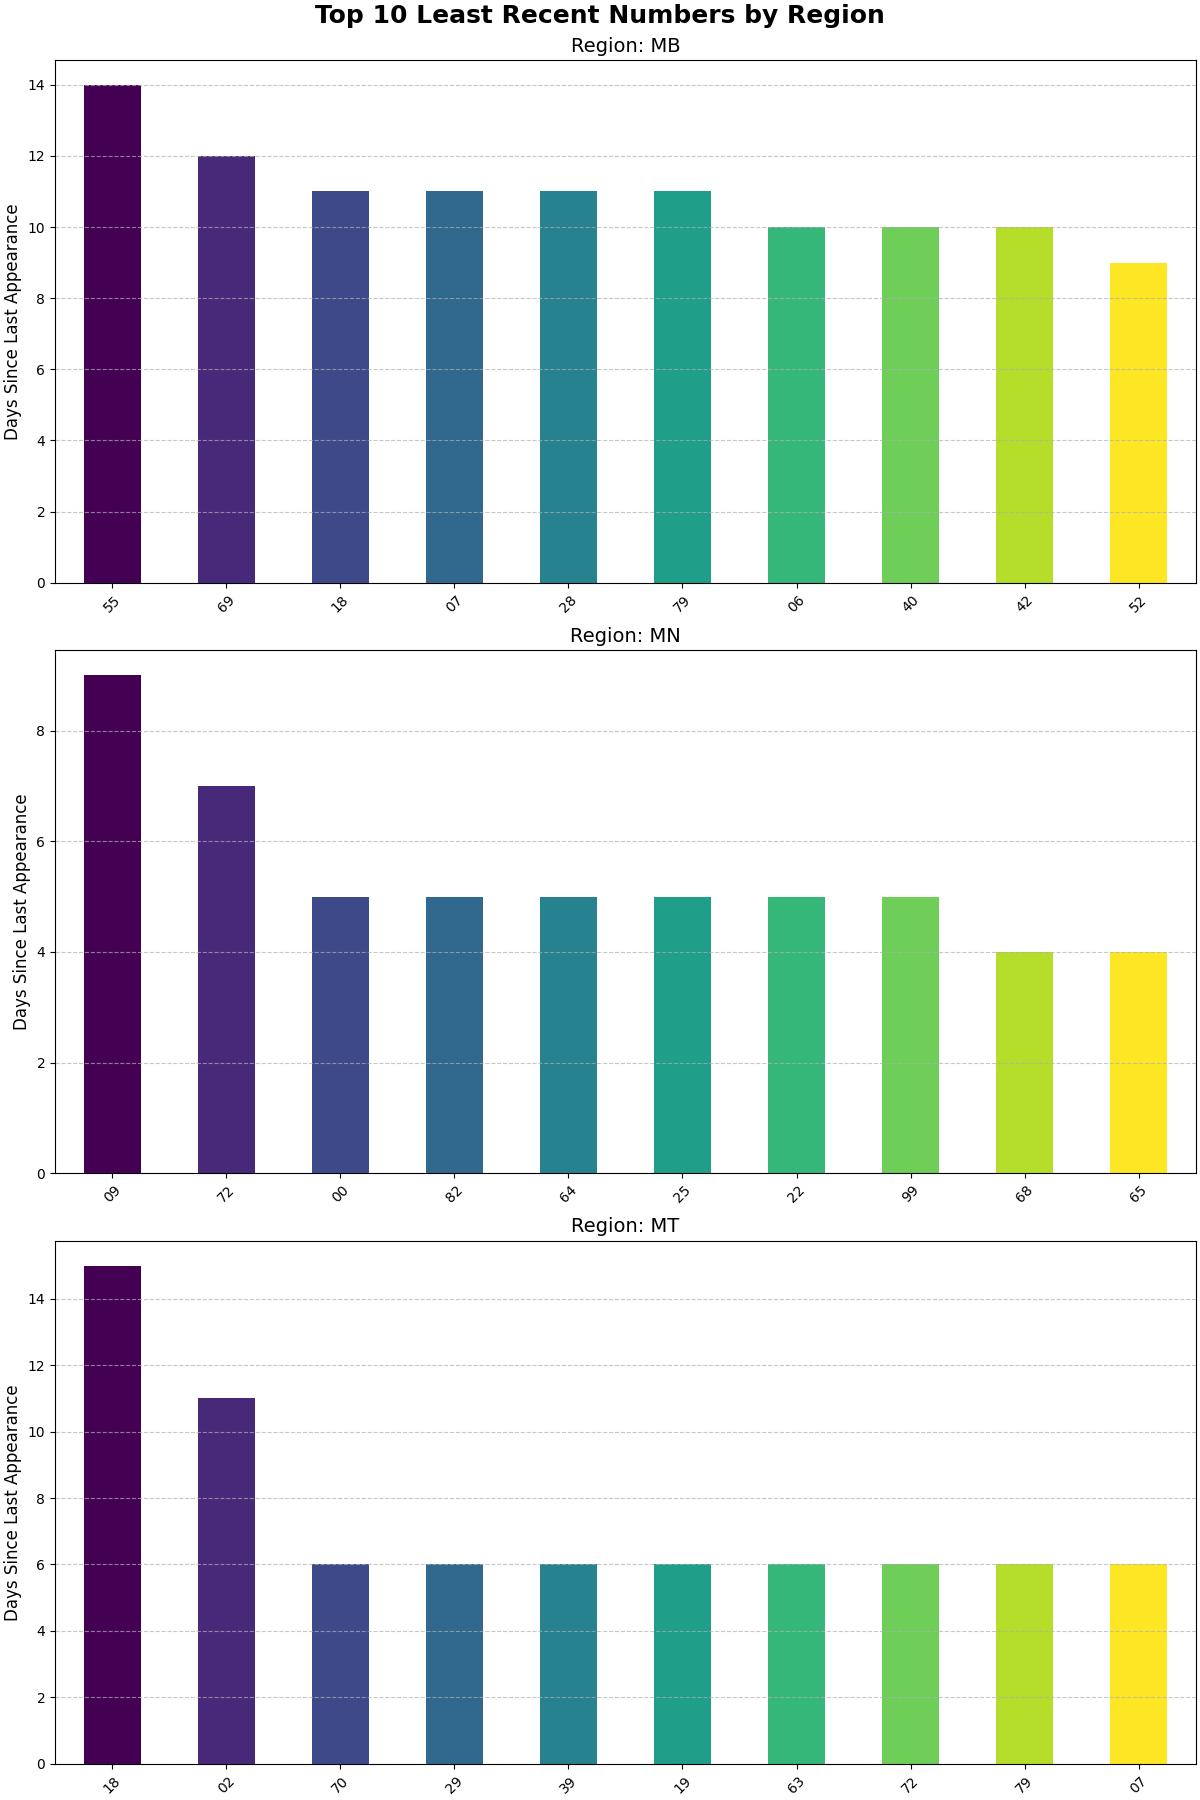 Top 10 Least Recent Numbers by Region
Region: MB
Days Since Last Appearance
14
12
10
8
6
4
2
0
55 69 18 07 28 79 06 40 42 52
Region: MN
Days Since Last Appearance
8
6
4
2
0
09 72 00 82 64 25 22 99 68 65
Region: MT
Days Since Last Appearance
14
12
10
8
6
4
2
0
18 02 70 29 39 19 63 72 79 07